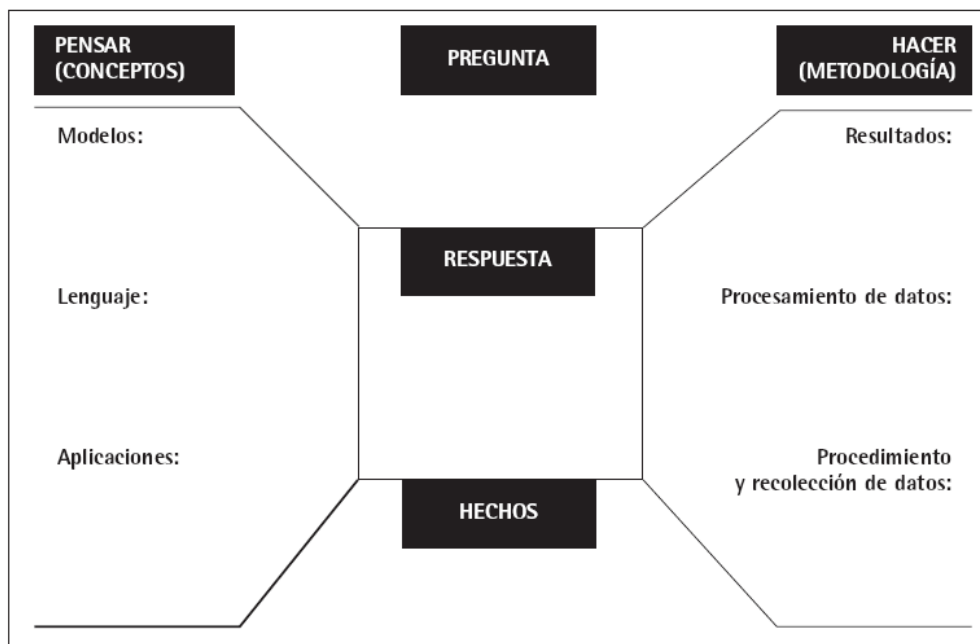 PENSAR
(CONCEPTOS)
PREGUNTA
HACER
(METODOLOGÍA)
Modelos:
Resultados:
RESPUESTA
Lenguaje:
Procesamiento de datos:
Aplicaciones:
Procedimiento
y recolección de datos:
HECHOS